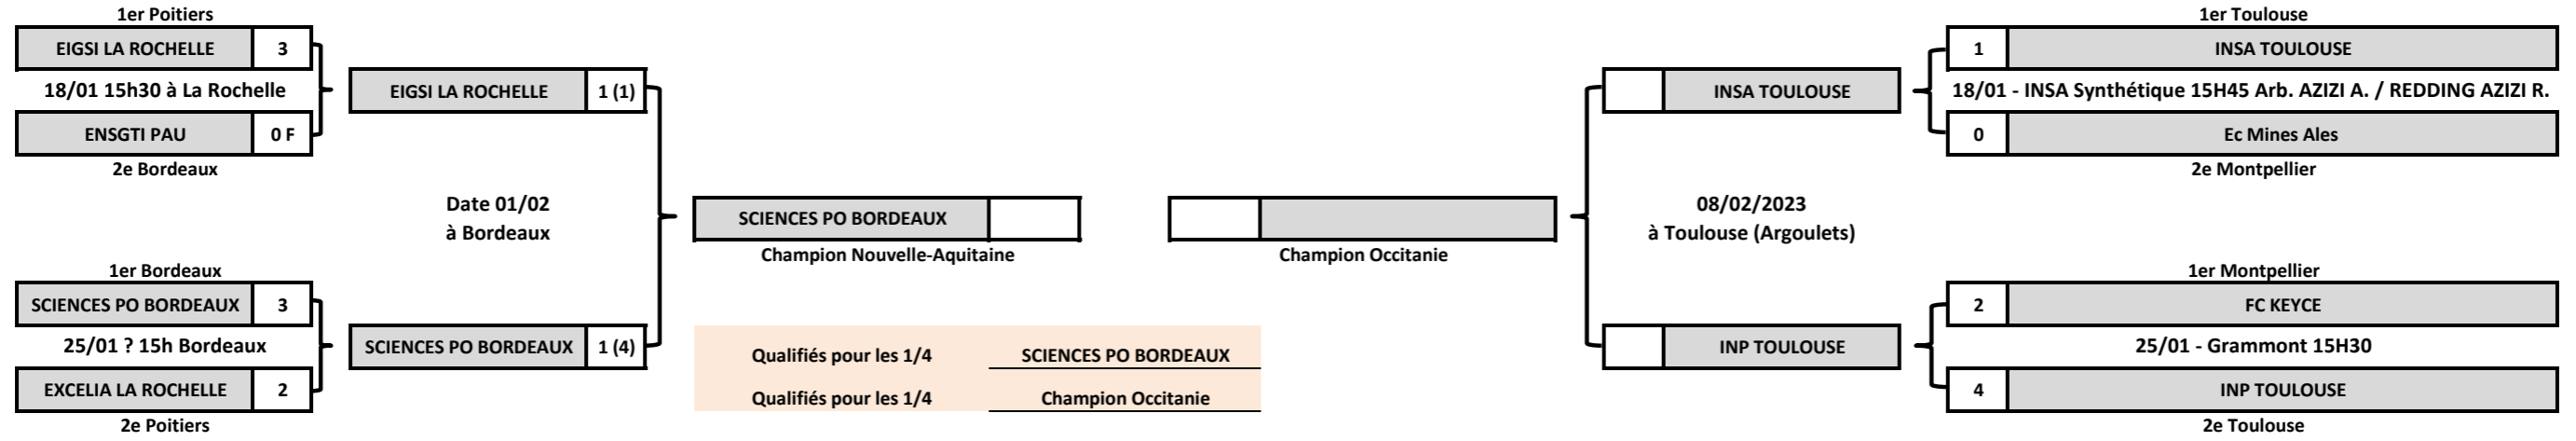 1er Poitiers
EIGSI LA ROCHELLE 3
18/01 15h30 à La Rochelle
ENSGTI PAU 0 F
2e Bordeaux
EIGSI LA ROCHELLE 1 (1)
Date 01/02
à Bordeaux
1er Bordeaux
SCIENCES PO BORDEAUX 3
25/01 ? 15h Bordeaux
EXCELIA LA ROCHELLE 2
2e Poitiers
SCIENCES PO BORDEAUX 1 (4)
SCIENCES PO BORDEAUX
Champion Nouvelle-Aquitaine
Champion Occitanie
Qualifiés pour les 1/4 SCIENCES PO BORDEAUX
Qualifiés pour les 1/4 Champion Occitanie
INSA TOULOUSE
08/02/2023
à Toulouse (Argoulets)
INP TOULOUSE
1er Toulouse
1 INSA TOULOUSE
18/01 - INSA Synthétique 15H45 Arb. AZIZI A. / REDDING AZIZI R.
0 Ec Mines Ales
2e Montpellier
1er Montpellier
2 FC KEYCE
25/01 - Grammont 15H30
4 INP TOULOUSE
2e Toulouse